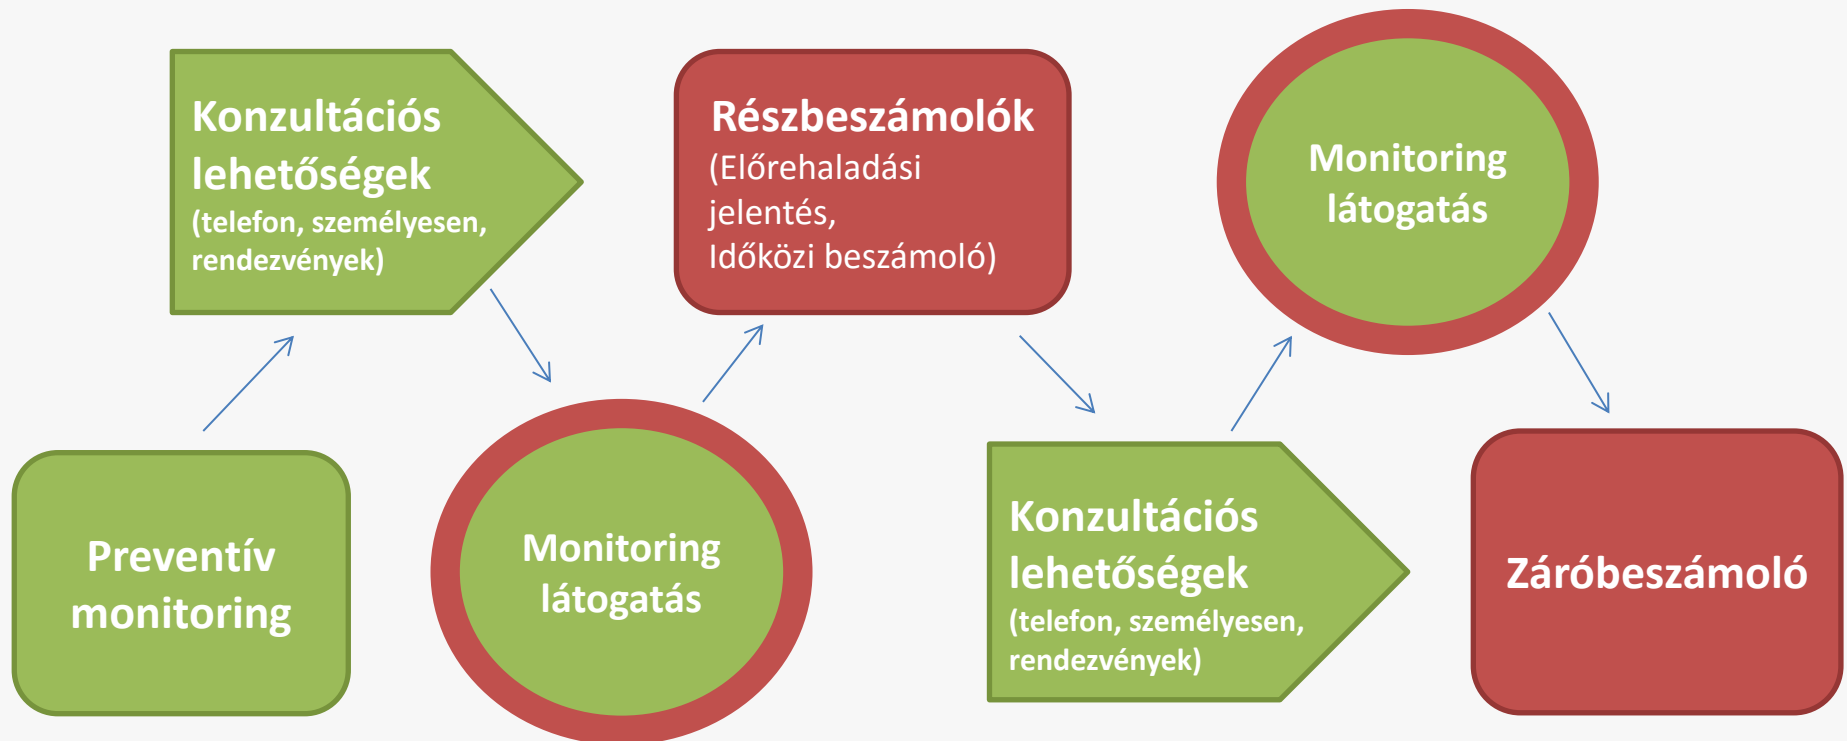 Preventív
monitoring
Konzultációs
lehetőségek
(telefon, személyesen,
rendezvények)
Monitoring
látogatás
Részbeszámolók
(Előrehaladási
jelentés,
Időközi beszámoló)
Konzultációs
lehetőségek
(telefon, személyesen,
rendezvények)
Monitoring
látogatás
Záróbeszámoló